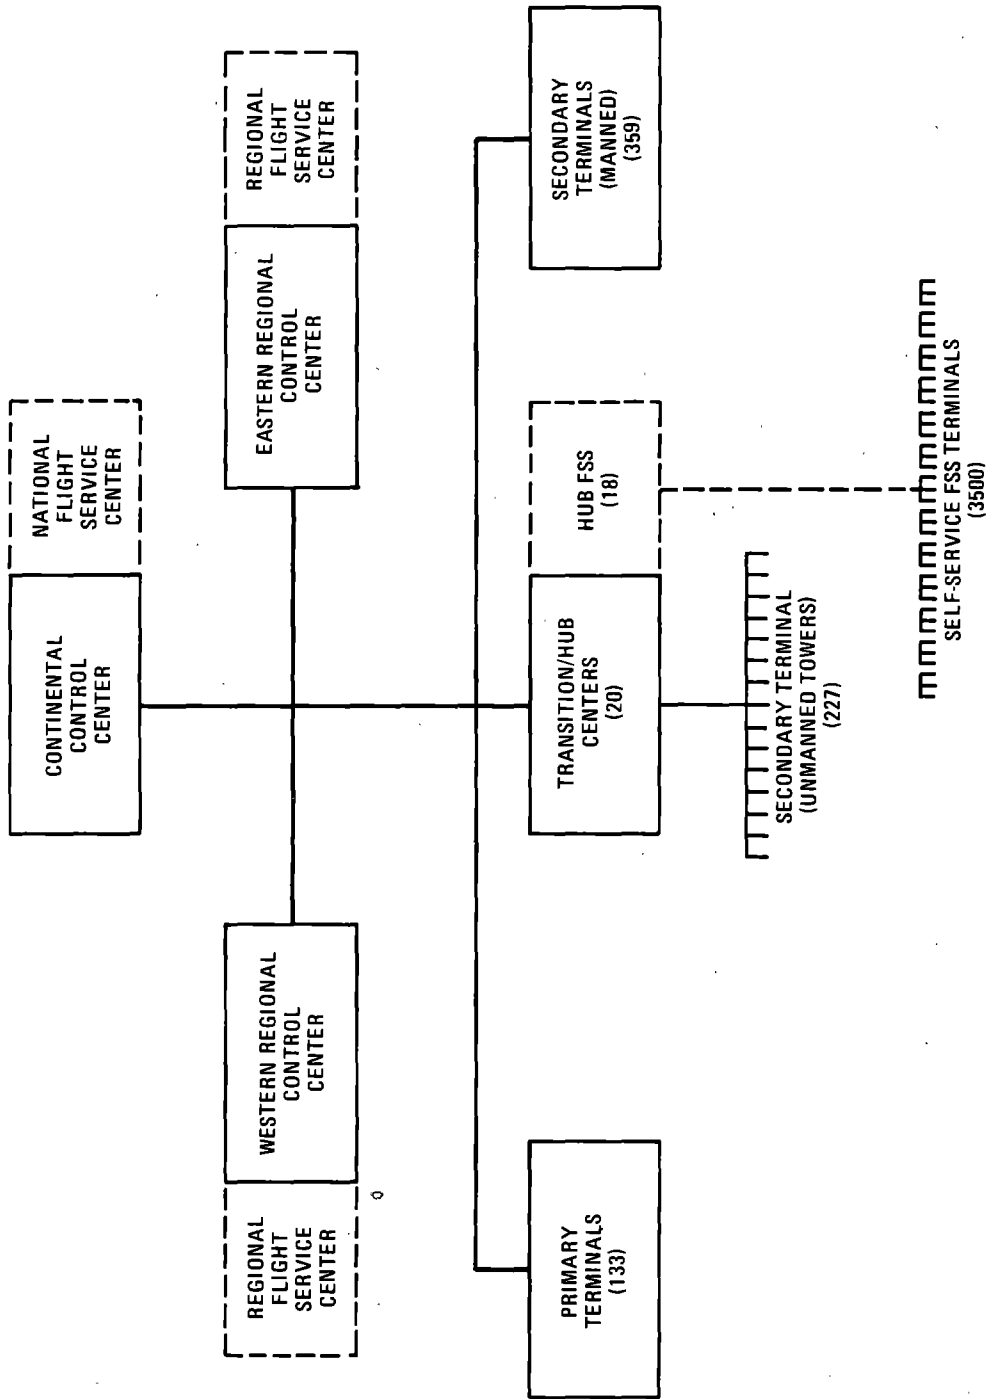 CONTINENTAL
CONTROL
CENTER
NATIONAL
FLIGHT
SERVICE
CENTER
REGIONAL
FLIGHT
SERVICE
CENTER
WESTERN REGIONAL
CONTROL
CENTER
EASTERN REGIONAL
CONTROL
CENTER
REGIONAL
FLIGHT
SERVICE
CENTER
PRIMARY
TERMINALS
(133)
TRANSITION/HUB
CENTERS
(20)
HUB FSS
(18)
SECONDARY
TERMINALS
(MANNED)
(359)
SECONDARY TERMINAL
(UNMANNED TOWERS)
(227)
SELF-SERVICE FSS TERMINALS
(3500)